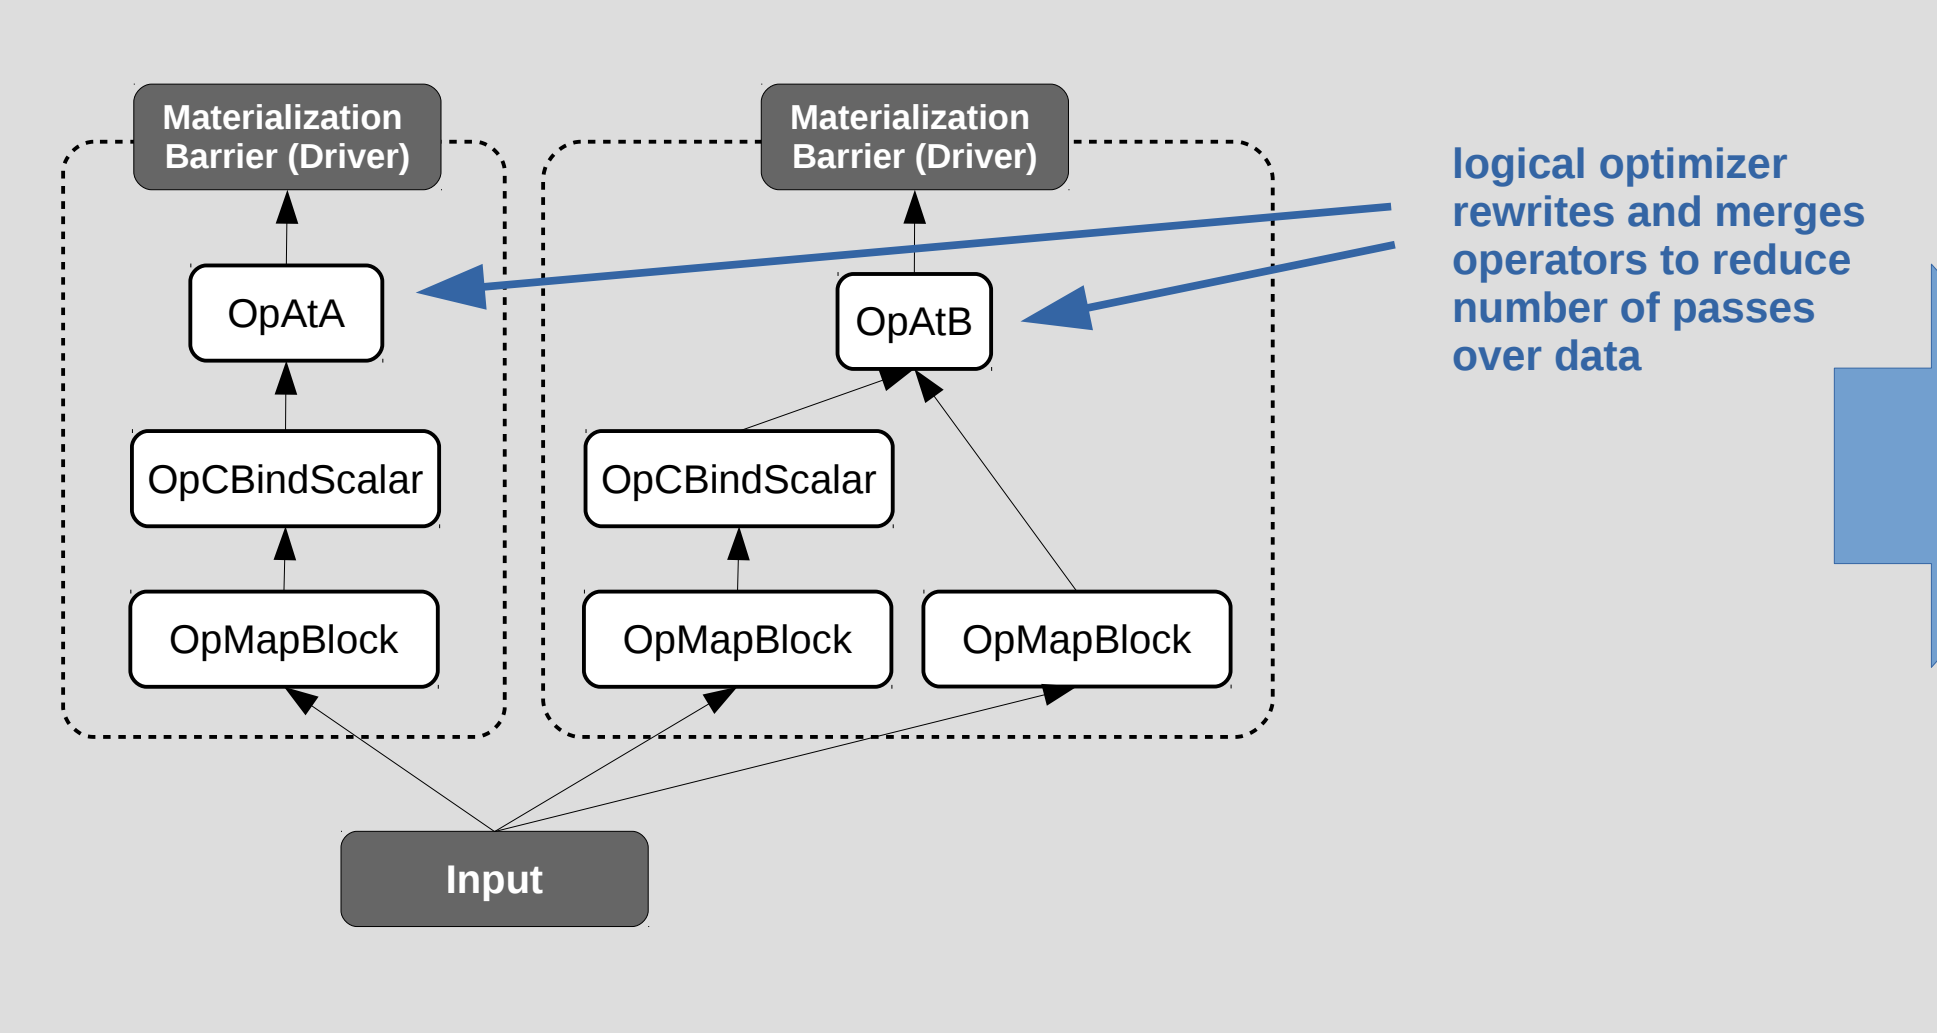 Materialization
Barrier (Driver)
Materialization
Barrier (Driver)
logical optimizer
rewrites and merges
operators to reduce
number of passes
over data
OpAtA
OpAtB
OpCBindScalar
OpCBindScalar
OpMapBlock
OpMapBlock
OpMapBlock
Input